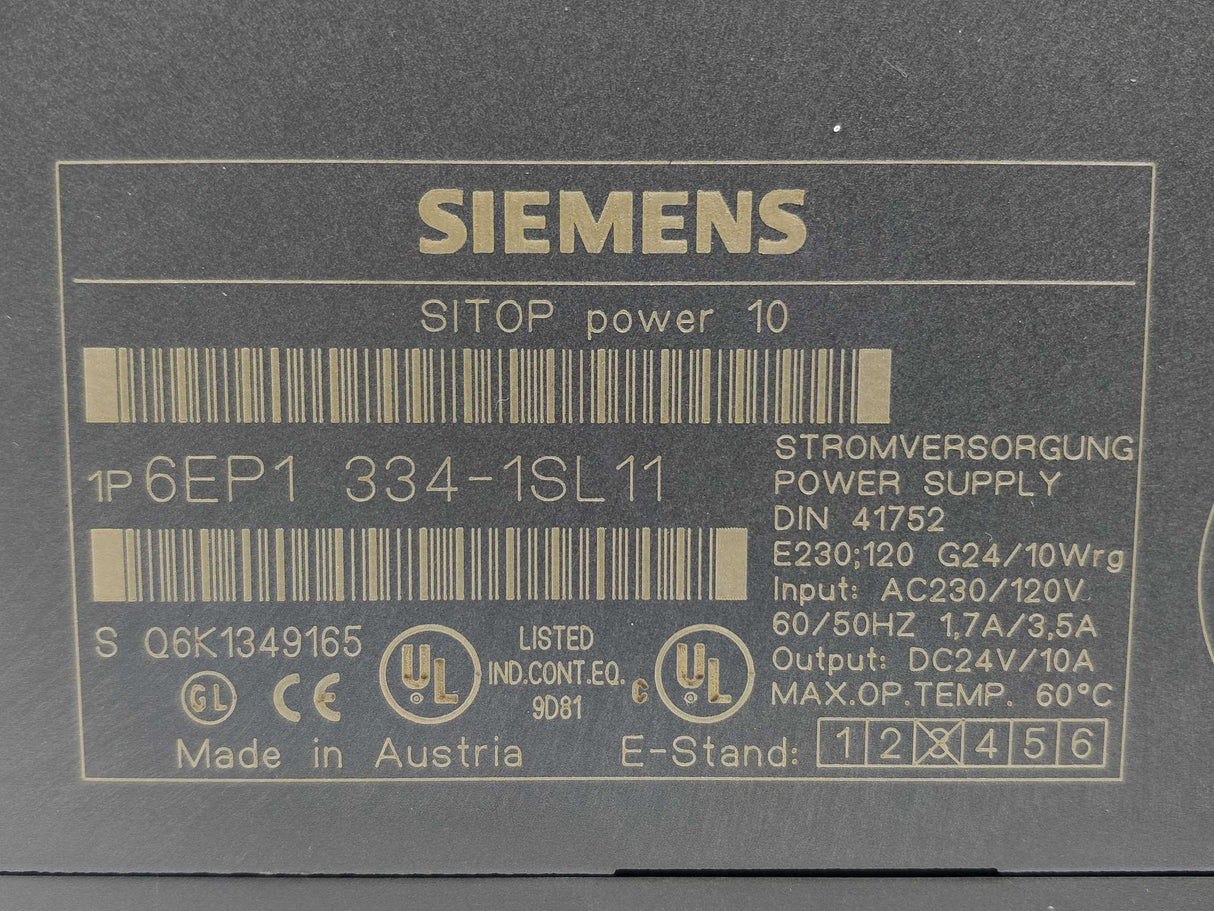 SIEMENS
SITOP power 10
1P 6EP1 334-1SL11
STROMVERSORGUNG
POWER SUPPLY
DIN 41752
E230;120 G24/10Wrg
Input: AC230/120V
60/50HZ 1,7A/3,5A
Output: DC24V/10A
MAX.OP.TEMP. 60°C
S Q6K1349165
GL CE UL LISTED c UL
IND.CONT.EQ.
9D81
Made in Austria E-Stand: 1 2 3 4 5 6